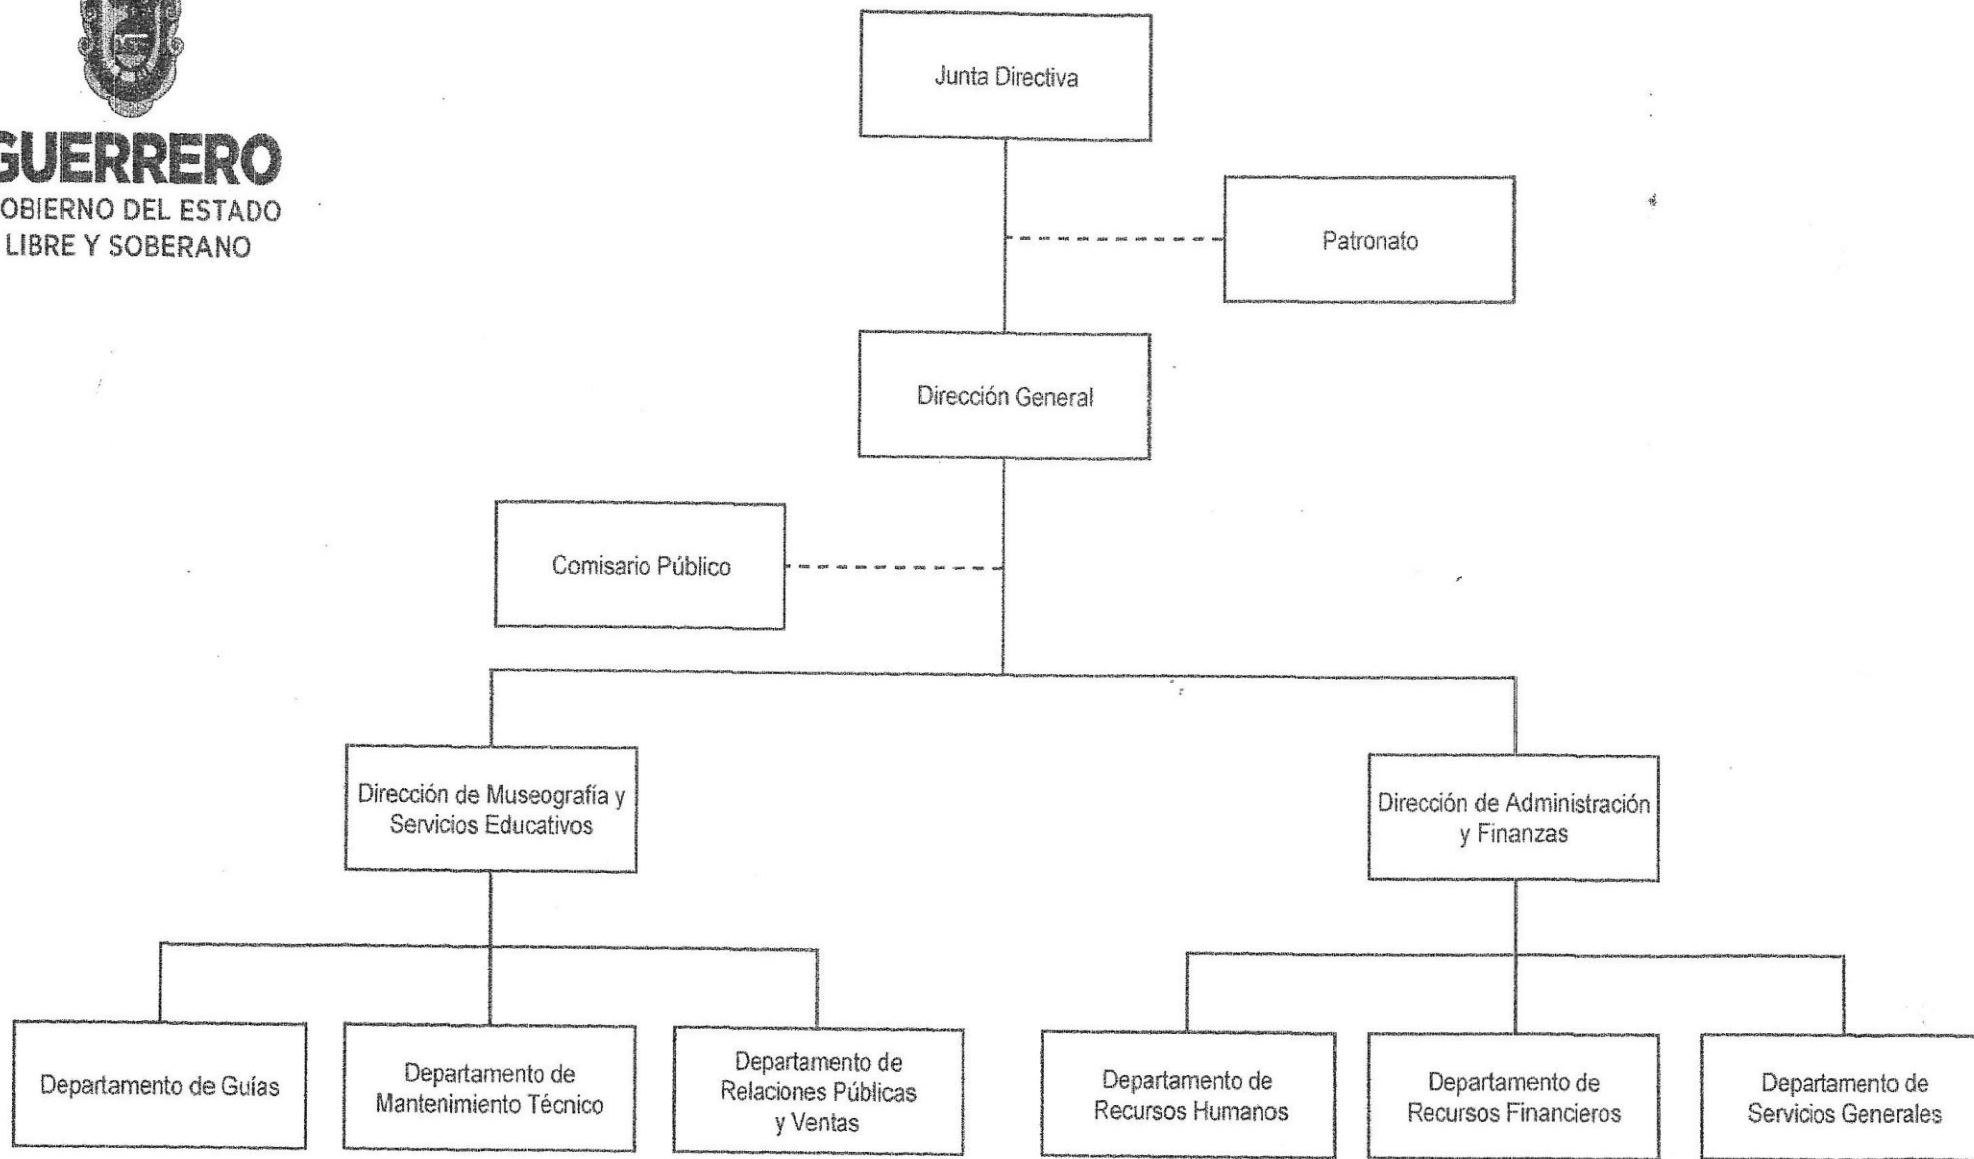 GUERRERO
OBIERNO DEL ESTADO
LIBRE Y SOBERANO
Junta Directiva
Patronato
Dirección General
Comisario Público
Dirección de Museografía y
Servicios Educativos
Dirección de Administración
y Finanzas
Departamento de Guías
Departamento de
Mantenimiento Técnico
Departamento de
Relaciones Públicas
y Ventas
Departamento de
Recursos Humanos
Departamento de
Recursos Financieros
Departamento de
Servicios Generales